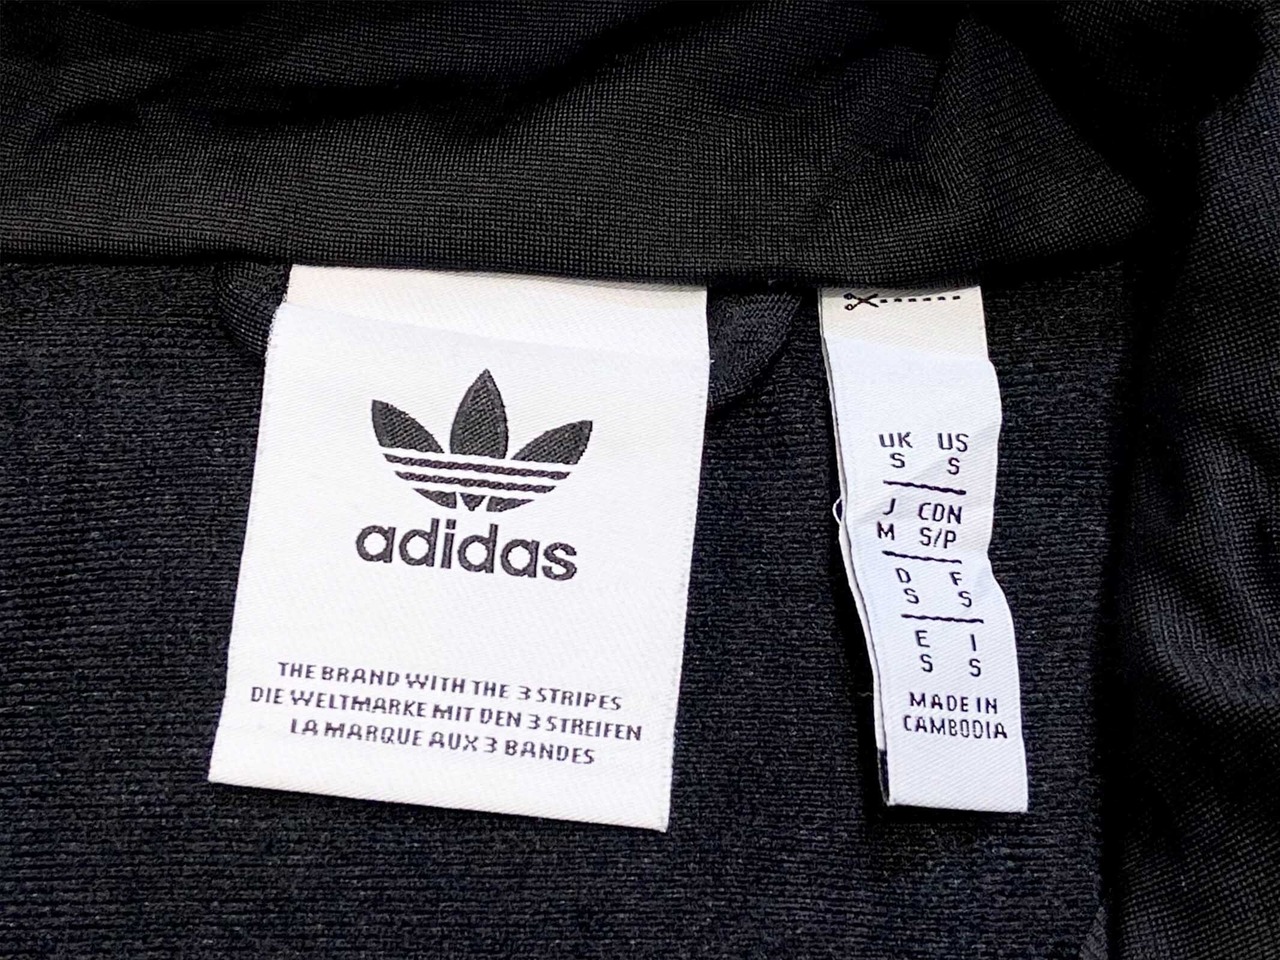 adidas
THE BRAND WITH THE 3 STRIPES
DIE WELTMARKE MIT DEN 3 STREIFEN
LA MARQUE AUX 3 BANDES
UK US
S S
J CDN
M S/P
D F
S S
E I
S S
MADE IN
CAMBODIA